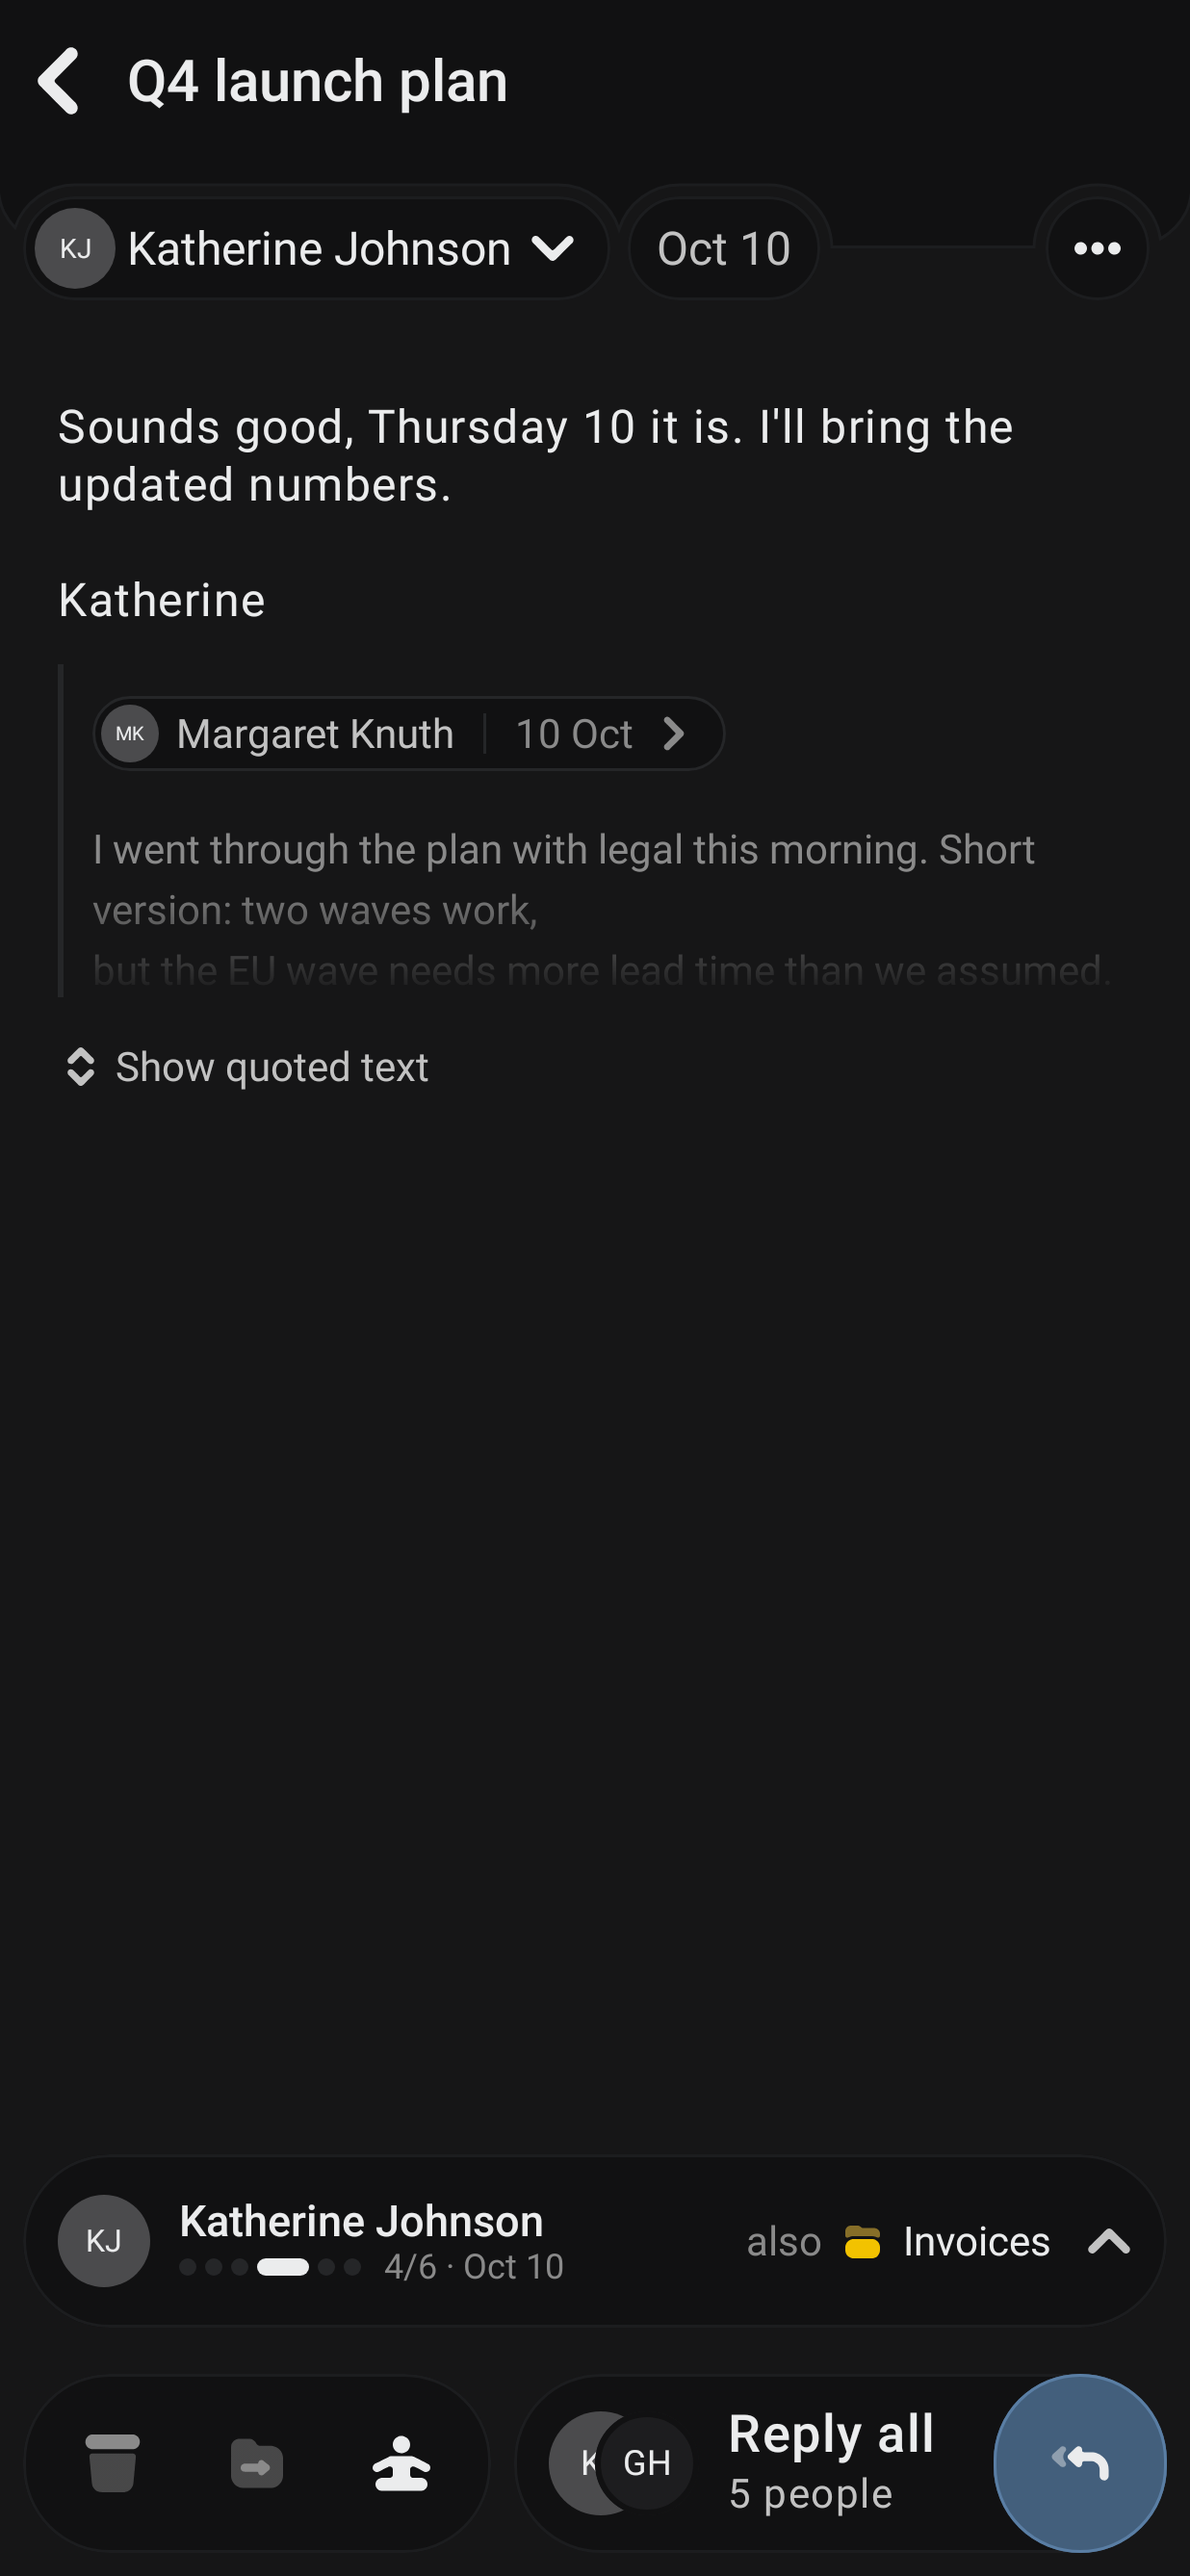 Q4 launch plan
KJ Katherine Johnson Oct 10
Sounds good, Thursday 10 it is. I'll bring the
updated numbers.
Katherine
MK Margaret Knuth 10 Oct
I went through the plan with legal this morning. Short
version: two waves work,
but the EU wave needs more lead time than we assumed.
Show quoted text
KJ Katherine Johnson
4/6 · Oct 10
also Invoices
K GH Reply all
5 people